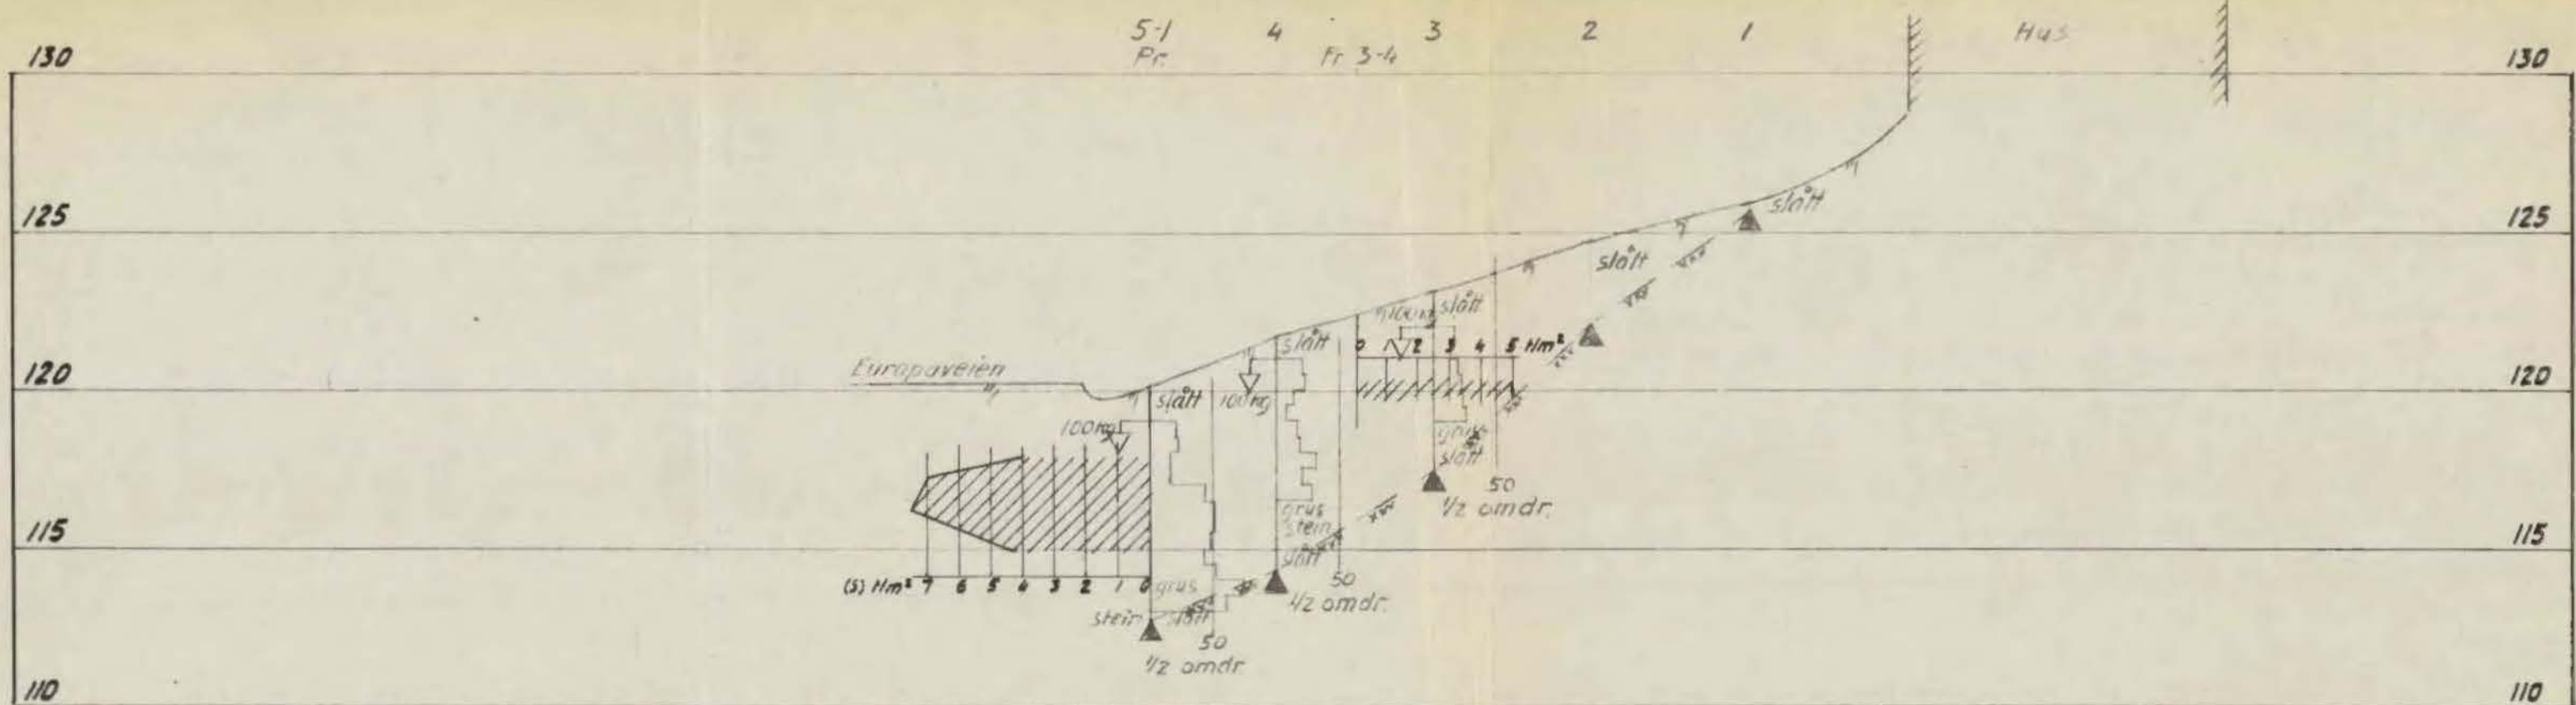 5-1 4 3 2 1 Hus
Pr. Fr 3-4
130 130
slått
125 125
slått
slått
100kg
slått
0 2 3 4 5 t/m²
Europaveien
120 120
slått 100kg
100kg
grus
slått
50
1/2 omdr.
grus
stein
115 115
slått
50
(s) t/m² 7 6 5 4 3 2 1 0 grus
1/2 omdr.
stein slått
50
1/2 omdr.
110 110